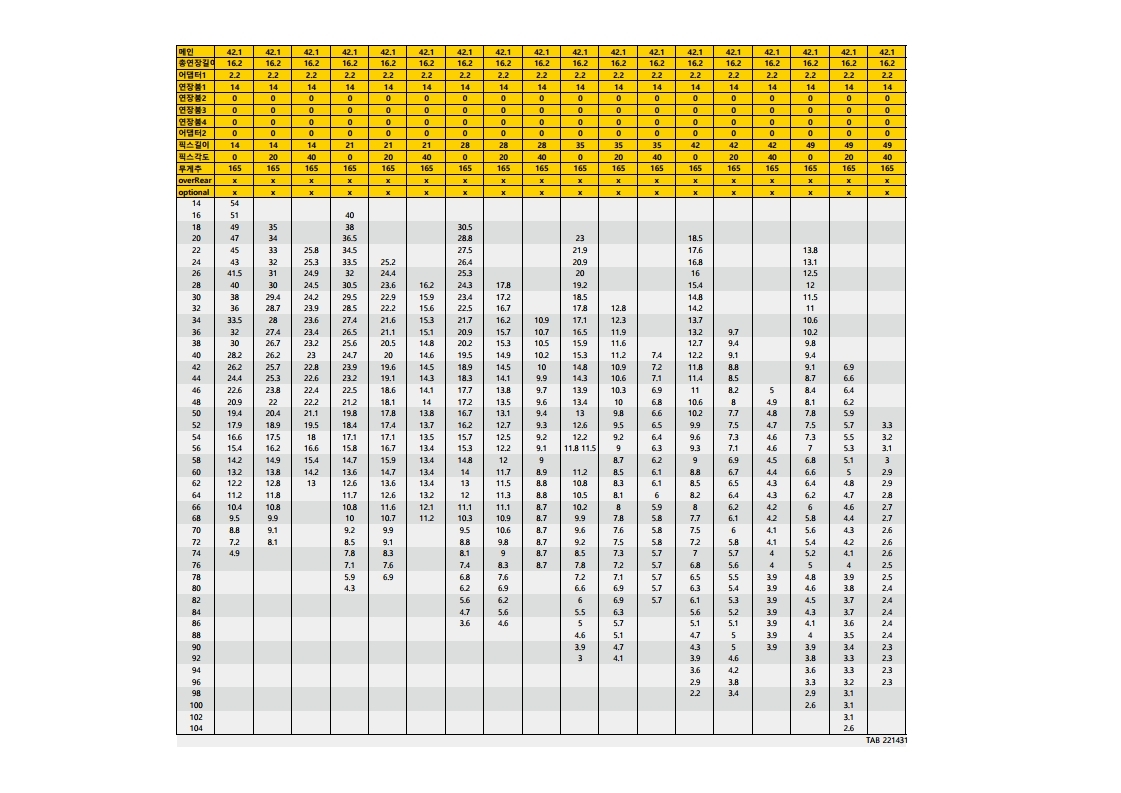 메인 42.1 42.1 42.1 42.1 42.1 42.1 42.1 42.1 42.1 42.1 42.1 42.1 42.1 42.1 42.1 42.1 42.1 42.1
총연장길이 16.2 16.2 16.2 16.2 16.2 16.2 16.2 16.2 16.2 16.2 16.2 16.2 16.2 16.2 16.2 16.2 16.2 16.2
어댑터1 2.2 2.2 2.2 2.2 2.2 2.2 2.2 2.2 2.2 2.2 2.2 2.2 2.2 2.2 2.2 2.2 2.2 2.2
연장붐1 14 14 14 14 14 14 14 14 14 14 14 14 14 14 14 14 14 14
연장붐2 0 0 0 0 0 0 0 0 0 0 0 0 0 0 0 0 0 0
연장붐3 0 0 0 0 0 0 0 0 0 0 0 0 0 0 0 0 0 0
연장붐4 0 0 0 0 0 0 0 0 0 0 0 0 0 0 0 0 0 0
어댑터2 0 0 0 0 0 0 0 0 0 0 0 0 0 0 0 0 0 0
픽스길이 14 14 14 21 21 21 28 28 28 35 35 35 42 42 42 49 49 49
픽스각도 0 20 40 0 20 40 0 20 40 0 20 40 0 20 40 0 20 40
무게추 165 165 165 165 165 165 165 165 165 165 165 165 165 165 165 165 165 165
overRear x x x x x x x x x x x x x x x x x x
optional x x x x x x x x x x x x x x x x x x
14 54
16 51 40
18 49 35 38 30.5
20 47 34 36.5 28.8 23 18.5
22 45 33 25.8 34.5 27.5 21.9 17.6 13.8
24 43 32 25.3 33.5 25.2 26.4 20.9 16.8 13.1
26 41.5 31 24.9 32 24.4 25.3 20 16 12.5
28 40 30 24.5 30.5 23.6 16.2 24.3 17.8 19.2 15.4 12
30 38 29.4 24.2 29.5 22.9 15.9 23.4 17.2 18.5 14.8 11.5
32 36 28.7 23.9 28.5 22.2 15.6 22.5 16.7 17.8 12.8 14.2 11
34 33.5 28 23.6 27.4 21.6 15.3 21.7 16.2 10.9 17.1 12.3 13.7 10.6
36 32 27.4 23.4 26.5 21.1 15.1 20.9 15.7 10.7 16.5 11.9 13.2 9.7 10.2
38 30 26.7 23.2 25.6 20.5 14.8 20.2 15.3 10.5 15.9 11.6 12.7 9.4 9.8
40 28.2 26.2 23 24.7 20 14.6 19.5 14.9 10.2 15.3 11.2 7.4 12.2 9.1 9.4
42 26.2 25.7 22.8 23.9 19.6 14.5 18.9 14.5 10 14.8 10.9 7.2 11.8 8.8 9.1 6.9
44 24.4 25.3 22.6 23.2 19.1 14.3 18.3 14.1 9.9 14.3 10.6 7.1 11.4 8.5 8.7 6.6
46 22.6 23.8 22.4 22.5 18.6 14.1 17.7 13.8 9.7 13.9 10.3 6.9 11 8.2 5 8.4 6.4
48 20.9 22 22.2 21.2 18.1 14 17.2 13.5 9.6 13.4 10 6.8 10.6 8 4.9 8.1 6.2
50 19.4 20.4 21.1 19.8 17.8 13.8 16.7 13.1 9.4 13 9.8 6.6 10.2 7.7 4.8 7.8 5.9
52 17.9 18.9 19.5 18.4 17.4 13.7 16.2 12.7 9.3 12.6 9.5 6.5 9.9 7.5 4.7 7.5 5.7 3.3
54 16.6 17.5 18 17.1 17.1 13.5 15.7 12.5 9.2 12.2 9.2 6.4 9.6 7.3 4.6 7.3 5.5 3.2
56 15.4 16.2 16.6 15.8 16.7 13.4 15.3 12.2 9.1 11.8 11.5 9 6.3 9.3 7.1 4.6 7 5.3 3.1
58 14.2 14.9 15.4 14.7 15.9 13.4 14.8 12 9 8.7 6.2 9 6.9 4.5 6.8 5.1 3
60 13.2 13.8 14.2 13.6 14.7 13.4 14 11.7 8.9 11.2 8.5 6.1 8.8 6.7 4.4 6.6 5 2.9
62 12.2 12.8 13 12.6 13.6 13.4 13 11.5 8.8 10.8 8.3 6.1 8.5 6.5 4.3 6.4 4.8 2.9
64 11.2 11.8 11.7 12.6 13.2 12 11.3 8.8 10.5 8.1 6 8.2 6.4 4.3 6.2 4.7 2.8
66 10.4 10.8 10.8 11.6 12.1 11.1 11.1 8.7 10.2 8 5.9 8 6.2 4.2 6 4.6 2.7
68 9.5 9.9 10 10.7 11.2 10.3 10.9 8.7 9.9 7.8 5.8 7.7 6.1 4.2 5.8 4.4 2.7
70 8.8 9.1 9.2 9.9 9.5 10.6 8.7 9.6 7.6 5.8 7.5 6 4.1 5.6 4.3 2.6
72 7.2 8.1 8.5 9.1 8.8 9.8 8.7 9.2 7.5 5.8 7.2 5.8 4.1 5.4 4.2 2.6
74 4.9 7.8 8.3 8.1 9 8.7 8.5 7.3 5.7 7 5.7 4 5.2 4.1 2.6
76 7.1 7.6 7.4 8.3 8.7 7.8 7.2 5.7 6.8 5.6 4 5 4 2.5
78 5.9 6.9 6.8 7.6 7.2 7.1 5.7 6.5 5.5 3.9 4.8 3.9 2.5
80 4.3 6.2 6.9 6.6 6.9 5.7 6.3 5.4 3.9 4.6 3.8 2.4
82 5.6 6.2 6 6.9 5.7 6.1 5.3 3.9 4.5 3.7 2.4
84 4.7 5.6 5.5 6.3 5.6 5.2 3.9 4.3 3.7 2.4
86 3.6 4.6 5 5.7 5.1 5.1 3.9 4.1 3.6 2.4
88 4.6 5.1 4.7 5 3.9 4 3.5 2.4
90 3.9 4.7 4.3 5 3.9 3.9 3.4 2.3
92 3 4.1 3.9 4.6 3.8 3.3 2.3
94 3.6 4.2 3.6 3.3 2.3
96 2.9 3.8 3.3 3.2 2.3
98 2.2 3.4 2.9 3.1
100 2.6 3.1
102 3.1
104 2.6
TAB 221431